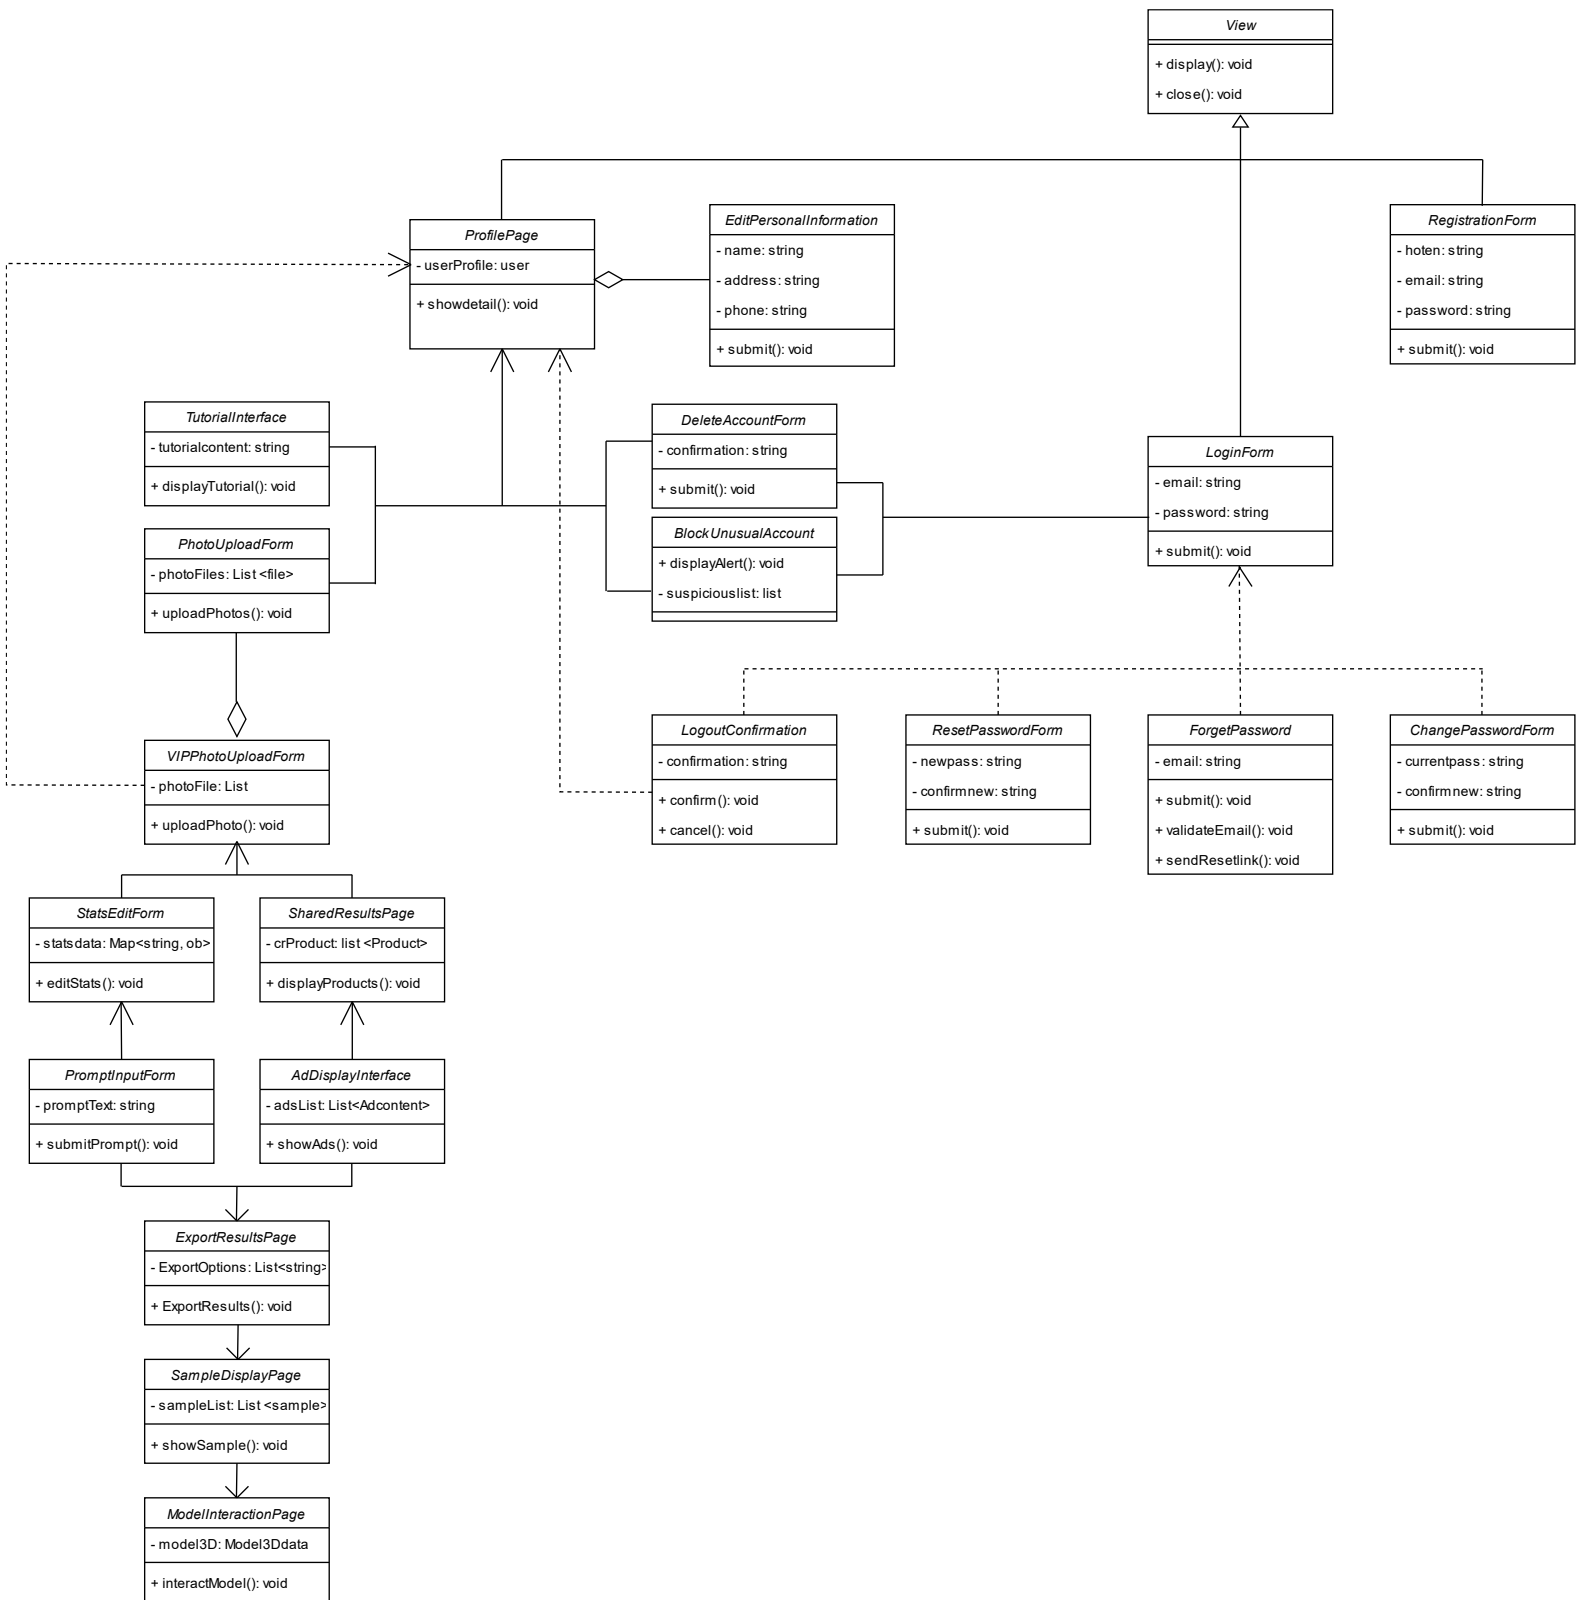 View
+ display(): void
+ close(): void
ProfilePage
- userProfile: user
+ showdetail(): void
EditPersonalInformation
- name: string
- address: string
- phone: string
+ submit(): void
RegistrationForm
- hoten: string
- email: string
- password: string
+ submit(): void
TutorialInterface
- tutorialcontent: string
+ displayTutorial(): void
DeleteAccountForm
- confirmation: string
+ submit(): void
LoginForm
- email: string
- password: string
+ submit(): void
PhotoUploadForm
- photoFiles: List <file>
+ uploadPhotos(): void
BlockUnusualAccount
+ displayAlert(): void
- suspiciouslist: list
VIPPhotoUploadForm
- photoFile: List
+ uploadPhoto(): void
LogoutConfirmation
- confirmation: string
+ confirm(): void
+ cancel(): void
ResetPasswordForm
- newpass: string
- confirmnew: string
+ submit(): void
ForgetPassword
- email: string
+ submit(): void
+ validateEmail(): void
+ sendResetlink(): void
ChangePasswordForm
- currentpass: string
- confirmnew: string
+ submit(): void
StatsEditForm
- statsdata: Map<string, ob>
+ editStats(): void
SharedResultsPage
- crProduct: list <Product>
+ displayProducts(): void
PromptInputForm
- promptText: string
+ submitPrompt(): void
AdDisplayInterface
- adsList: List<Adcontent>
+ showAds(): void
ExportResultsPage
- ExportOptions: List<string>
+ ExportResults(): void
SampleDisplayPage
- sampleList: List <sample>
+ showSample(): void
ModelInteractionPage
- model3D: Model3Ddata
+ interactModel(): void